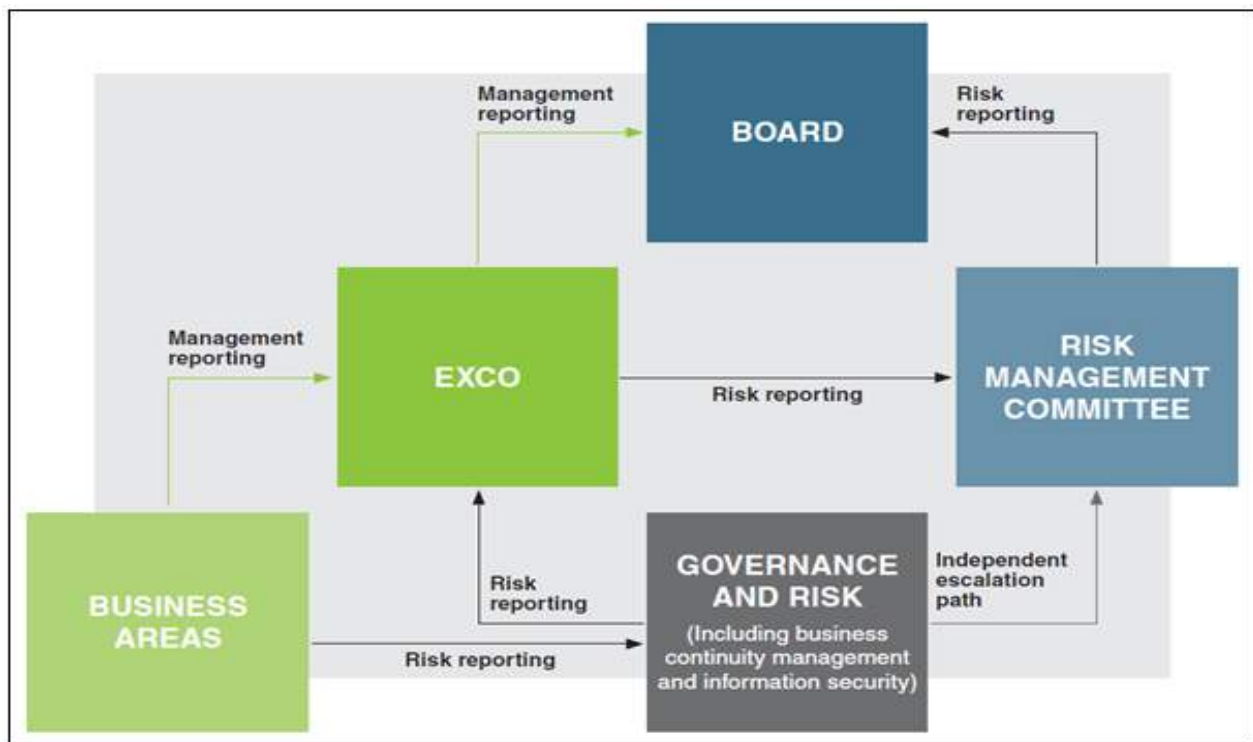 Management
reporting
BOARD
Risk
reporting
Management
reporting
EXCO
Risk reporting
RISK
MANAGEMENT
COMMITTEE
BUSINESS
AREAS
Risk
reporting
Risk reporting
GOVERNANCE
AND RISK
(Including business
continuity management
and information security)
Independent
escalation
path